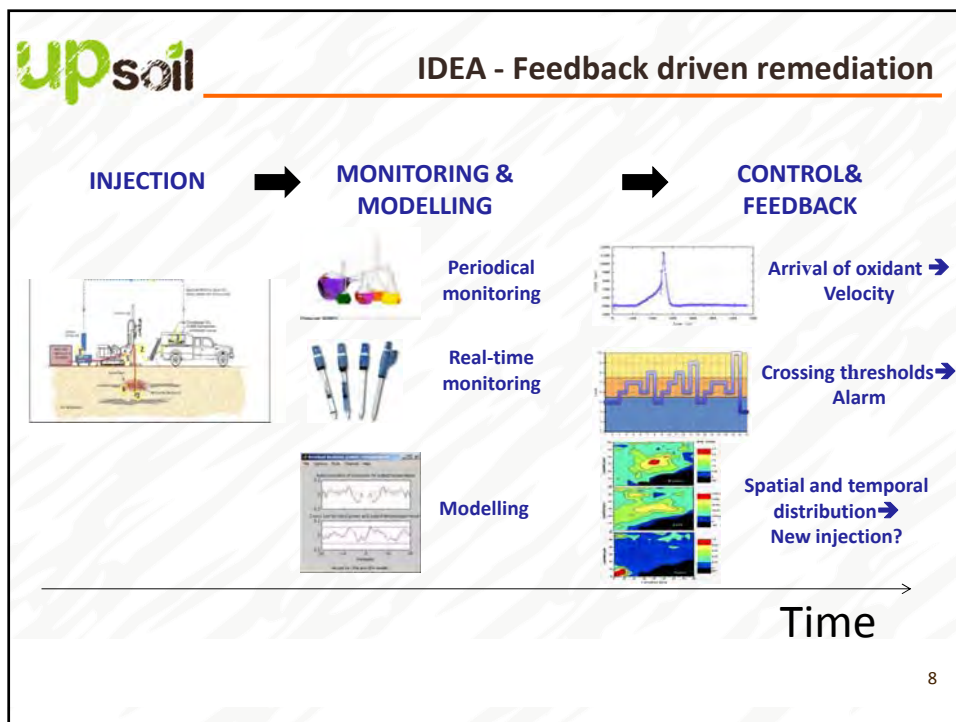 upsoil
IDEA - Feedback driven remediation
INJECTION
MONITORING &
MODELLING
CONTROL&
FEEDBACK
Periodical
monitoring
Arrival of oxidant ➔
Velocity
Real-time
monitoring
Crossing thresholds➔
Alarm
Modelling
Spatial and temporal
distribution➔
New injection?
Time
8